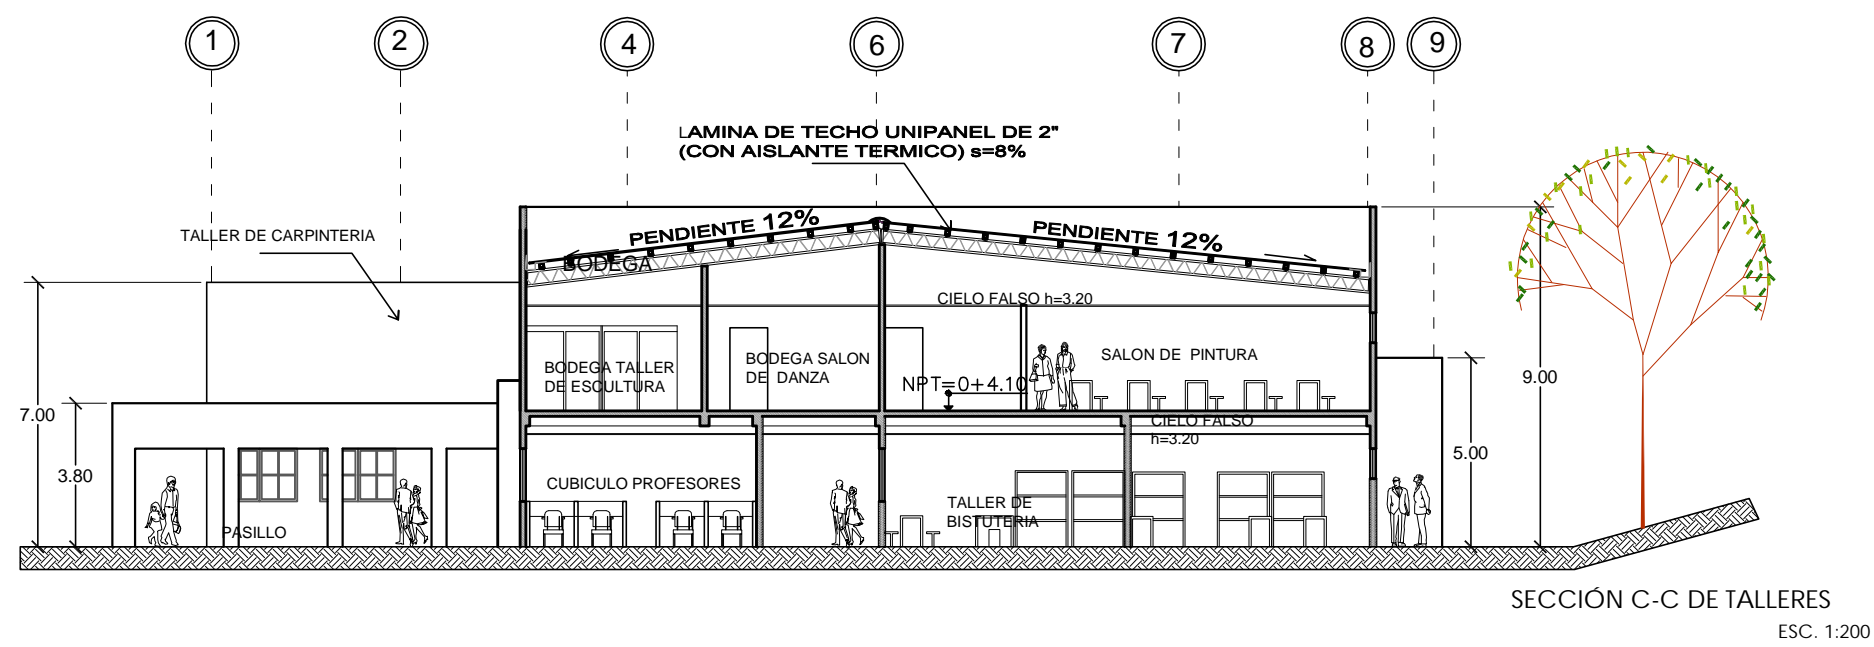 1 2 4 6 7 8 9
LAMINA DE TECHO UNIPANEL DE 2"
(CON AISLANTE TERMICO) s=8%
TALLER DE CARPINTERIA
PENDIENTE 12%
PENDIENTE 12%
BODEGA
CIELO FALSO h=3.20
BODEGA TALLER
DE ESCULTURA
BODEGA SALON
DE DANZA
NPT=0+4.10
SALON DE PINTURA
9.00
7.00
3.80
CIELO FALSO
h=3.20
5.00
CUBICULO PROFESORES
TALLER DE
BISTUTERIA
PASILLO
SECCIÓN C-C DE TALLERES
ESC. 1:200